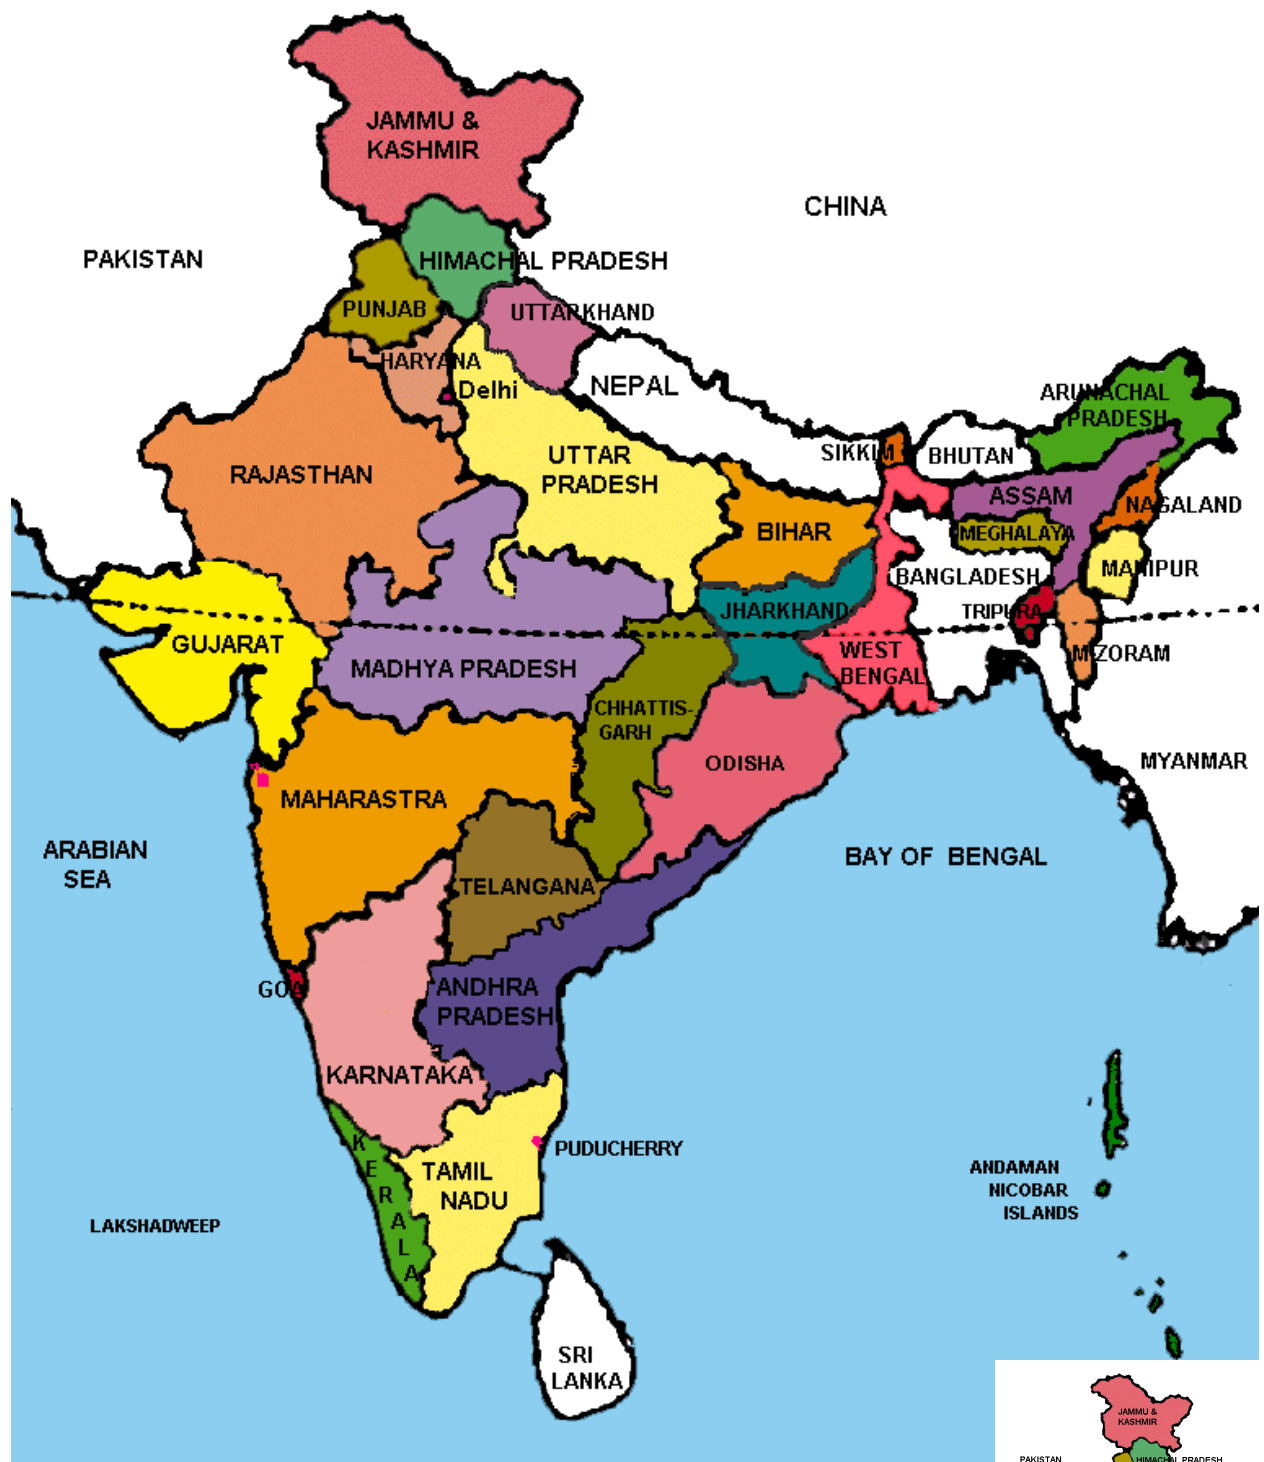 JAMMU &
KASHMIR
CHINA
PAKISTAN
HIMACHAL PRADESH
PUNJAB
UTTARKHAND
HARYANA
Delhi
NEPAL
ARUNACHAL
PRADESH
SIKKIM
BHUTAN
RAJASTHAN
UTTAR
PRADESH
ASSAM
NAGALAND
BIHAR
MEGHALAYA
BANGLADESH
MANIPUR
JHARKHAND
TRIPURA
GUJARAT
MADHYA PRADESH
WEST
BENGAL
MIZORAM
CHHATTIS-
GARH
ODISHA
MYANMAR
MAHARASTRA
ARABIAN
SEA
BAY OF BENGAL
TELANGANA
GOA
ANDHRA
PRADESH
KARNATAKA
KERALA
TAMIL
NADU
PUDUCHERRY
ANDAMAN
NICOBAR
ISLANDS
LAKSHADWEEP
SRI
LANKA
JAMMU &
KASHMIR
PAKISTAN
HIMACHAL PRADESH